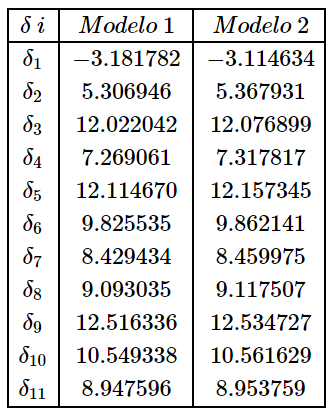 δ i Modelo 1 Modelo 2
δ₁ −3.181782 −3.114634
δ₂ 5.306946 5.367931
δ₃ 12.022042 12.076899
δ₄ 7.269061 7.317817
δ₅ 12.114670 12.157345
δ₆ 9.825535 9.862141
δ₇ 8.429434 8.459975
δ₈ 9.093035 9.117507
δ₉ 12.516336 12.534727
δ₁₀ 10.549338 10.561629
δ₁₁ 8.947596 8.953759